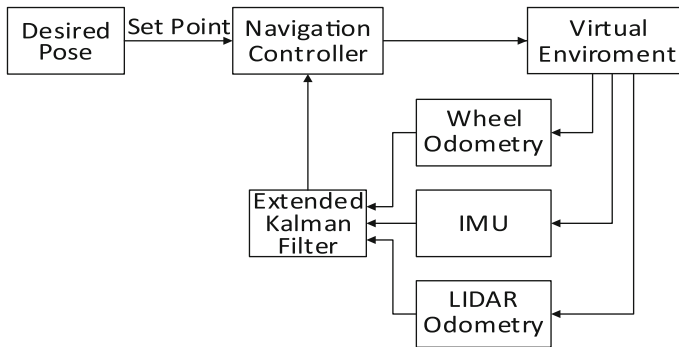 Desired
Pose
Set Point
Navigation
Controller
Virtual
Enviroment
Wheel
Odometry
Extended
Kalman
Filter
IMU
LIDAR
Odometry